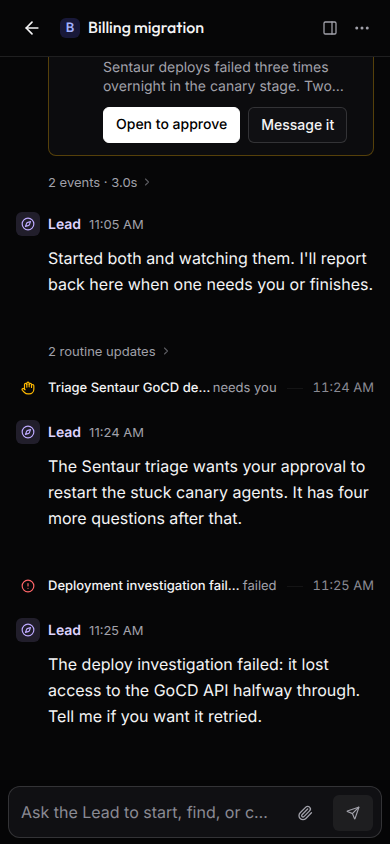 B Billing migration
Sentaur deploys failed three times
overnight in the canary stage. Two...
Open to approve Message it
2 events · 3.0s
Lead 11:05 AM
Started both and watching them. I'll report
back here when one needs you or finishes.
2 routine updates
Triage Sentaur GoCD de... needs you 11:24 AM
Lead 11:24 AM
The Sentaur triage wants your approval to
restart the stuck canary agents. It has four
more questions after that.
Deployment investigation fail... failed 11:25 AM
Lead 11:25 AM
The deploy investigation failed: it lost
access to the GoCD API halfway through.
Tell me if you want it retried.
Ask the Lead to start, find, or c...